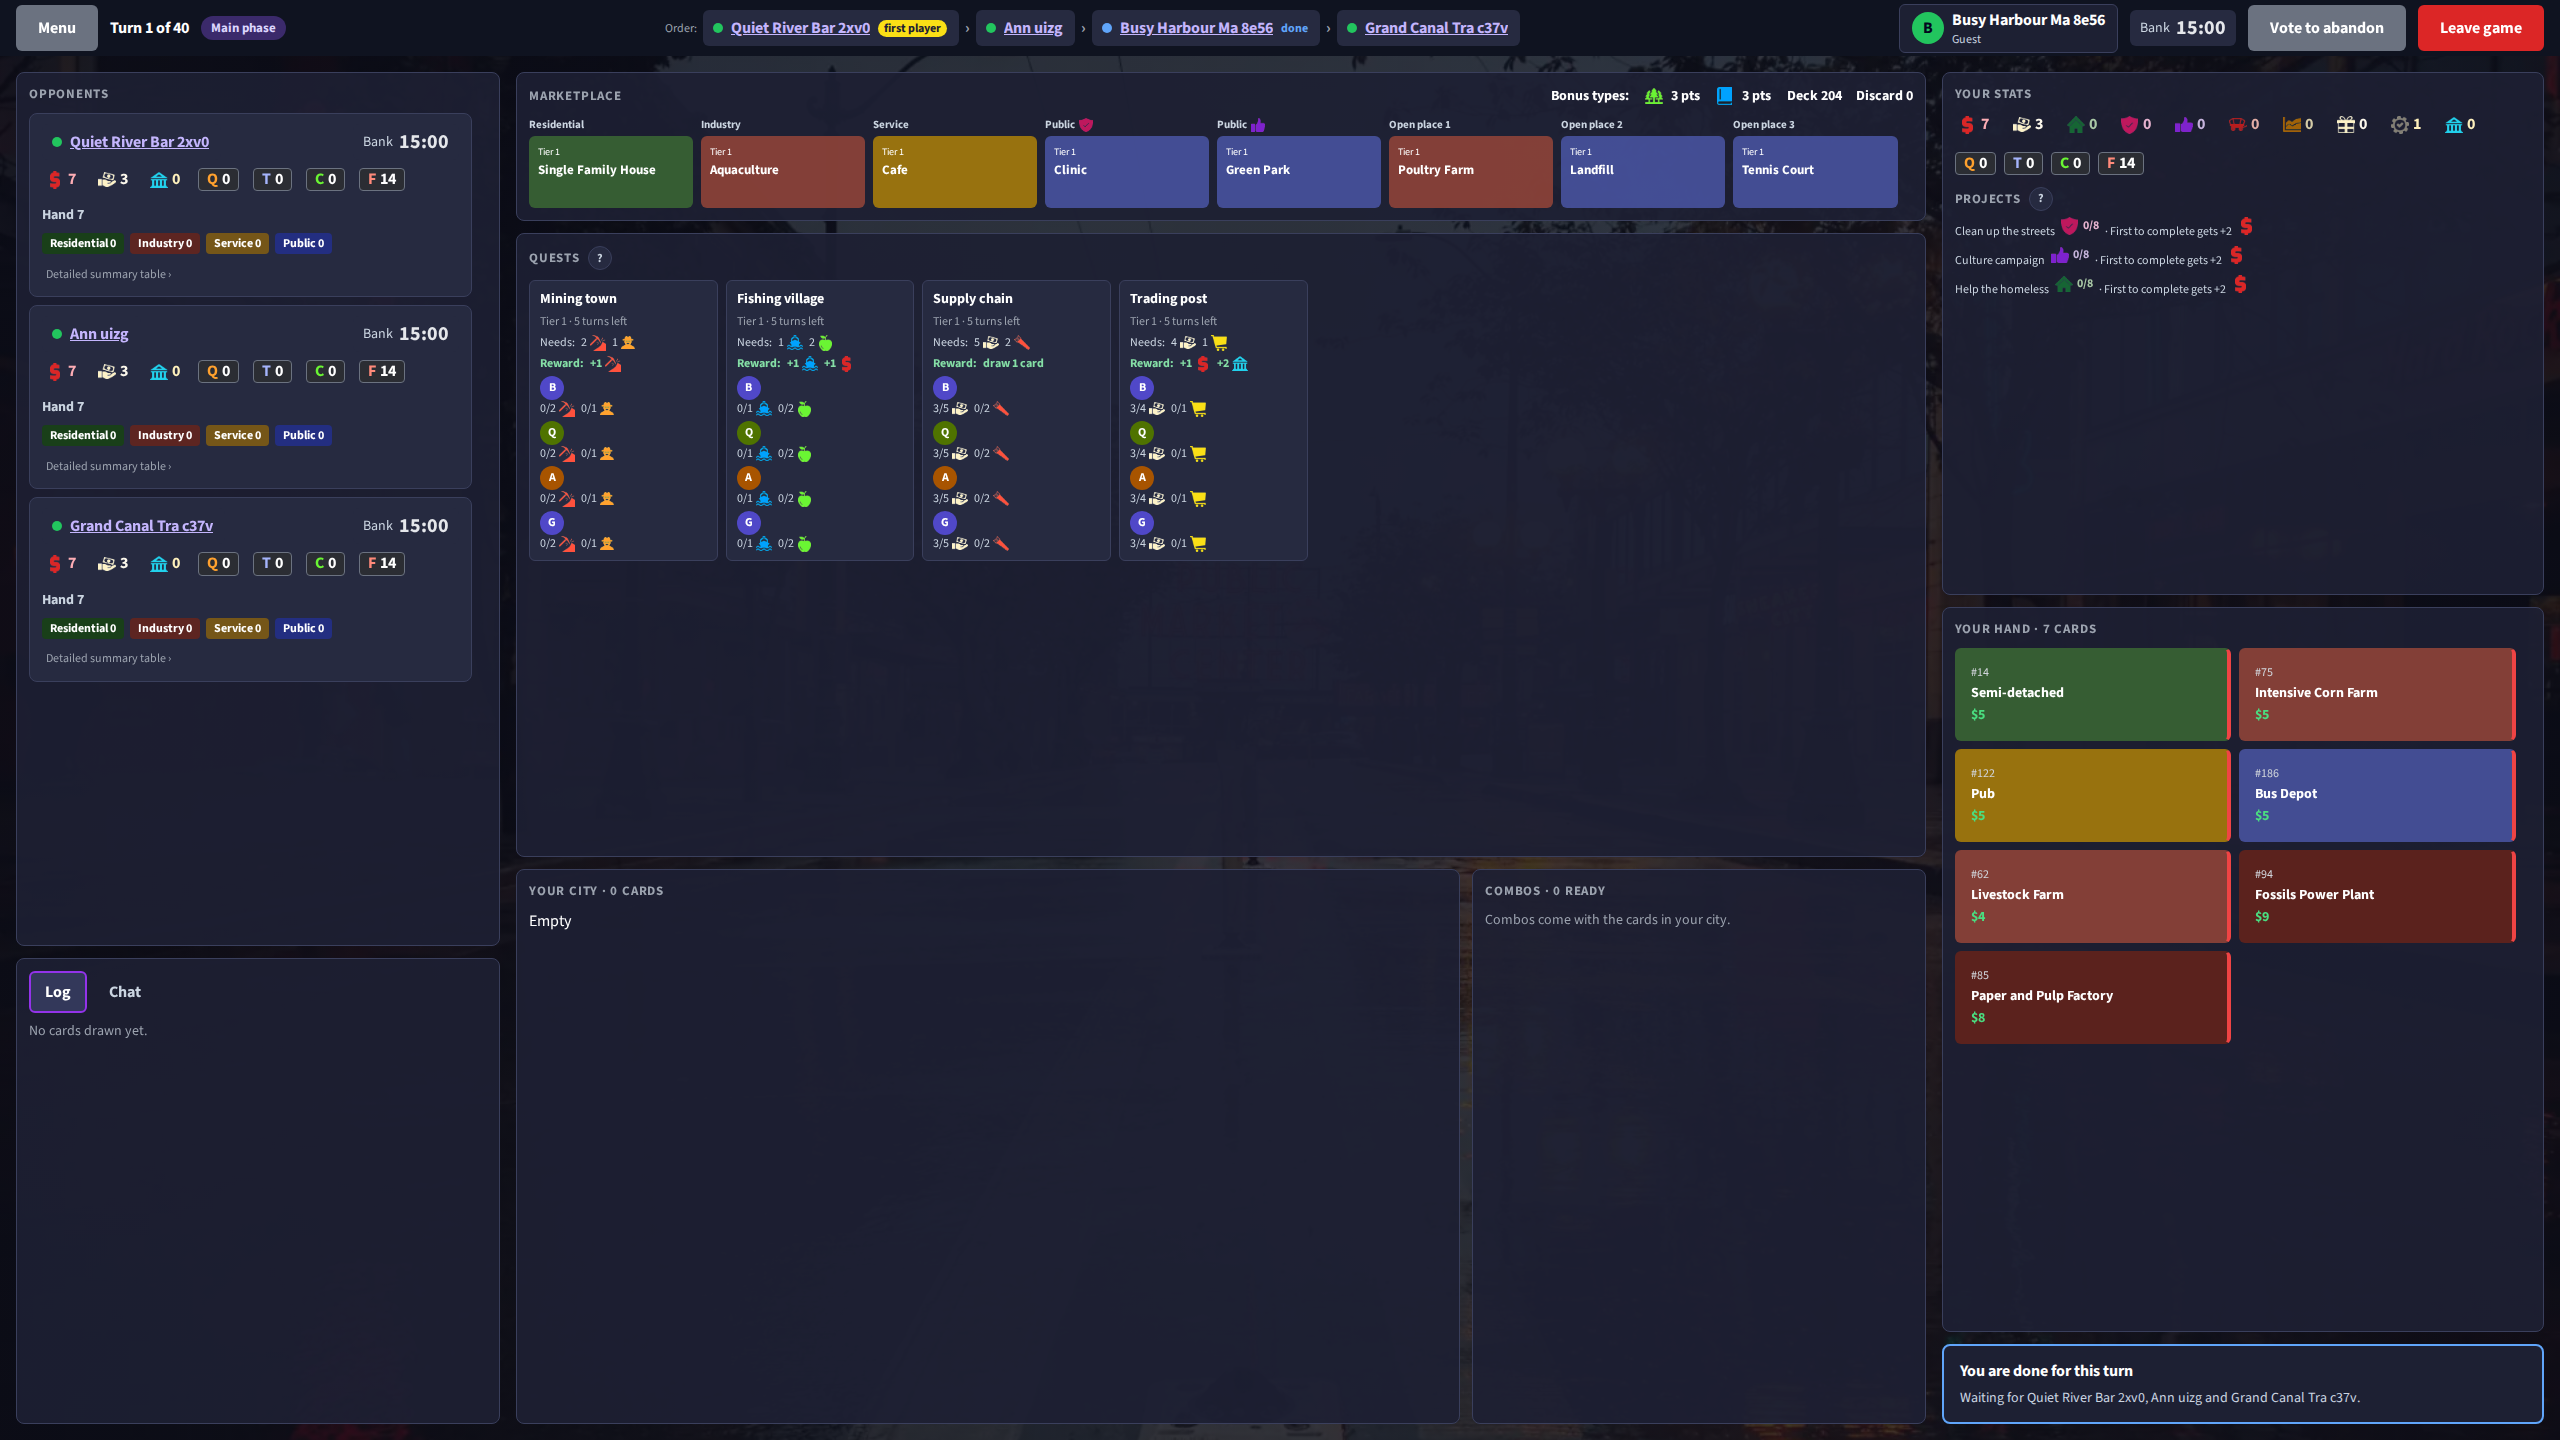 Menu
Turn 1 of 40
Main phase
Order:
Quiet River Bar 2xv0
first player
›
Ann uizg
›
Busy Harbour Ma 8e56
done
›
Grand Canal Tra c37v
B
Busy Harbour Ma 8e56
Guest
Bank 15:00
Vote to abandon
Leave game
OPPONENTS
Quiet River Bar 2xv0
Bank 15:00
7 3 0 Q 0 T 0 C 0 F 14
Hand 7
Residential 0 Industry 0 Service 0 Public 0
Detailed summary table ›
Ann uizg
Bank 15:00
7 3 0 Q 0 T 0 C 0 F 14
Hand 7
Residential 0 Industry 0 Service 0 Public 0
Detailed summary table ›
Grand Canal Tra c37v
Bank 15:00
7 3 0 Q 0 T 0 C 0 F 14
Hand 7
Residential 0 Industry 0 Service 0 Public 0
Detailed summary table ›
Log
Chat
No cards drawn yet.
MARKETPLACE
Bonus types: 3 pts 3 pts Deck 204 Discard 0
Residential
Tier 1
Single Family House
Industry
Tier 1
Aquaculture
Service
Tier 1
Cafe
Public
Tier 1
Clinic
Public
Tier 1
Green Park
Open place 1
Tier 1
Poultry Farm
Open place 2
Tier 1
Landfill
Open place 3
Tier 1
Tennis Court
QUESTS ?
Mining town
Tier 1 · 5 turns left
Needs: 2 1
Reward: +1
B
0/2 0/1
Q
0/2 0/1
A
0/2 0/1
G
0/2 0/1
Fishing village
Tier 1 · 5 turns left
Needs: 1 2
Reward: +1 +1
B
0/1 0/2
Q
0/1 0/2
A
0/1 0/2
G
0/1 0/2
Supply chain
Tier 1 · 5 turns left
Needs: 5 2
Reward: draw 1 card
B
3/5 0/2
Q
3/5 0/2
A
3/5 0/2
G
3/5 0/2
Trading post
Tier 1 · 5 turns left
Needs: 4 1
Reward: +1 +2
B
3/4 0/1
Q
3/4 0/1
A
3/4 0/1
G
3/4 0/1
YOUR CITY · 0 CARDS
Empty
COMBOS · 0 READY
Combos come with the cards in your city.
YOUR STATS
7 3 0 0 0 0 0 0 1 0
Q 0 T 0 C 0 F 14
PROJECTS ?
Clean up the streets 0/8 · First to complete gets +2
Culture campaign 0/8 · First to complete gets +2
Help the homeless 0/8 · First to complete gets +2
YOUR HAND · 7 CARDS
#14
Semi-detached
$5
#75
Intensive Corn Farm
$5
#122
Pub
$5
#186
Bus Depot
$5
#62
Livestock Farm
$4
#94
Fossils Power Plant
$9
#85
Paper and Pulp Factory
$8
You are done for this turn
Waiting for Quiet River Bar 2xv0, Ann uizg and Grand Canal Tra c37v.